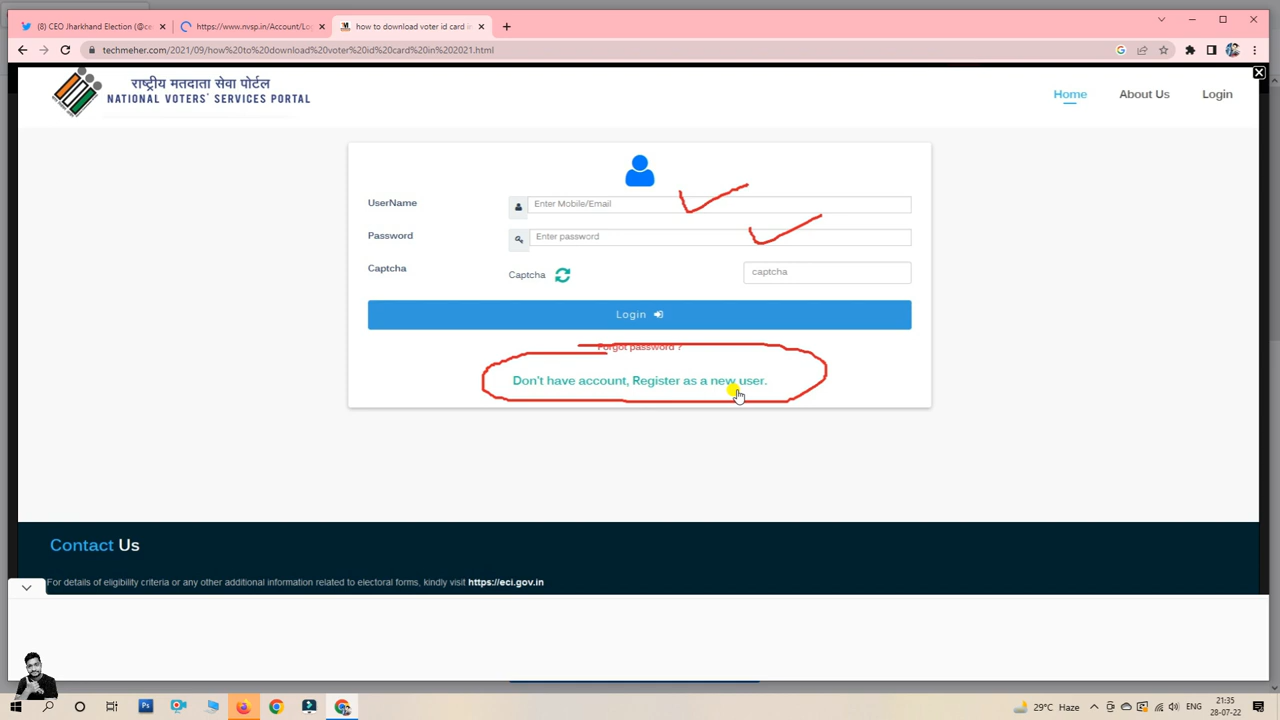 (8) CEO Jharkhand Election (@ce
https://www.nvsp.in/Account/Lo
how to download voter id card in
techmeher.com/2021/09/how%20to%20download%20voter%20id%20card%20in%202021.html
राष्ट्रीय मतदाता सेवा पोर्टल
NATIONAL VOTERS' SERVICES PORTAL
Home
About Us
Login
UserName
Enter Mobile/Email
Password
Enter password
Captcha
Captcha
captcha
Login
Forgot password ?
Don't have account, Register as a new user.
Contact Us
For details of eligibility criteria or any other additional information related to electoral forms, kindly visit https://eci.gov.in
Ps
29°C Haze
ENG
21:35
28-07-22